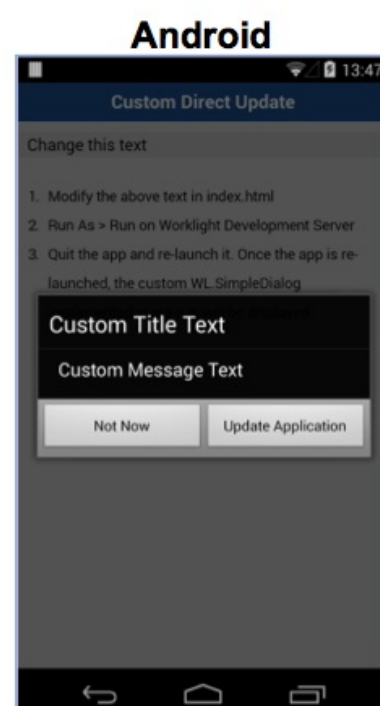 Android
13:47
Custom Direct Update
Change this text
1. Modify the above text in index.html
2. Run As > Run on Worklight Development Server
3. Quit the app and re-launch it. Once the app is re-
launched, the custom WL.SimpleDialog
Custom Title Text
Custom Message Text
Not Now
Update Application